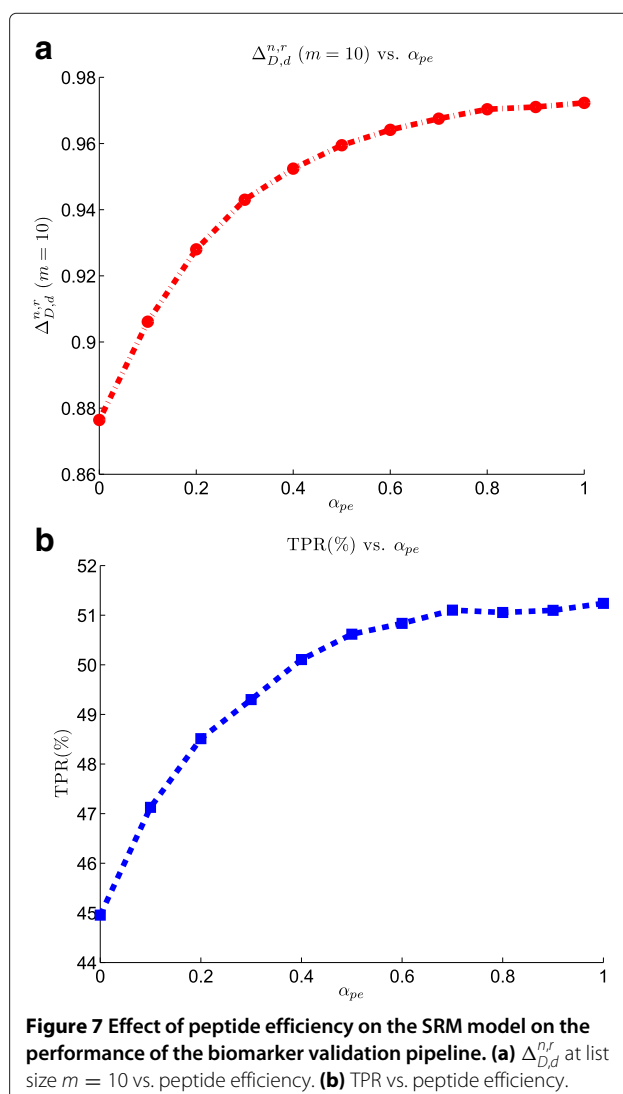 a
Δ_{D,d}^{n,r} (m = 10) vs. α_{pe}
0.98
0.96
0.94
0.92
0.9
0.88
0.86
Δ_{D,d}^{n,r} (m = 10)
0 0.2 0.4 0.6 0.8 1
α_{pe}
b
TPR(%) vs. α_{pe}
52
51
50
49
48
47
46
45
44
TPR(%)
0 0.2 0.4 0.6 0.8 1
α_{pe}
Figure 7 Effect of peptide efficiency on the SRM model on the
performance of the biomarker validation pipeline. (a) Δ_{D,d}^{n,r} at list
size m = 10 vs. peptide efficiency. (b) TPR vs. peptide efficiency.